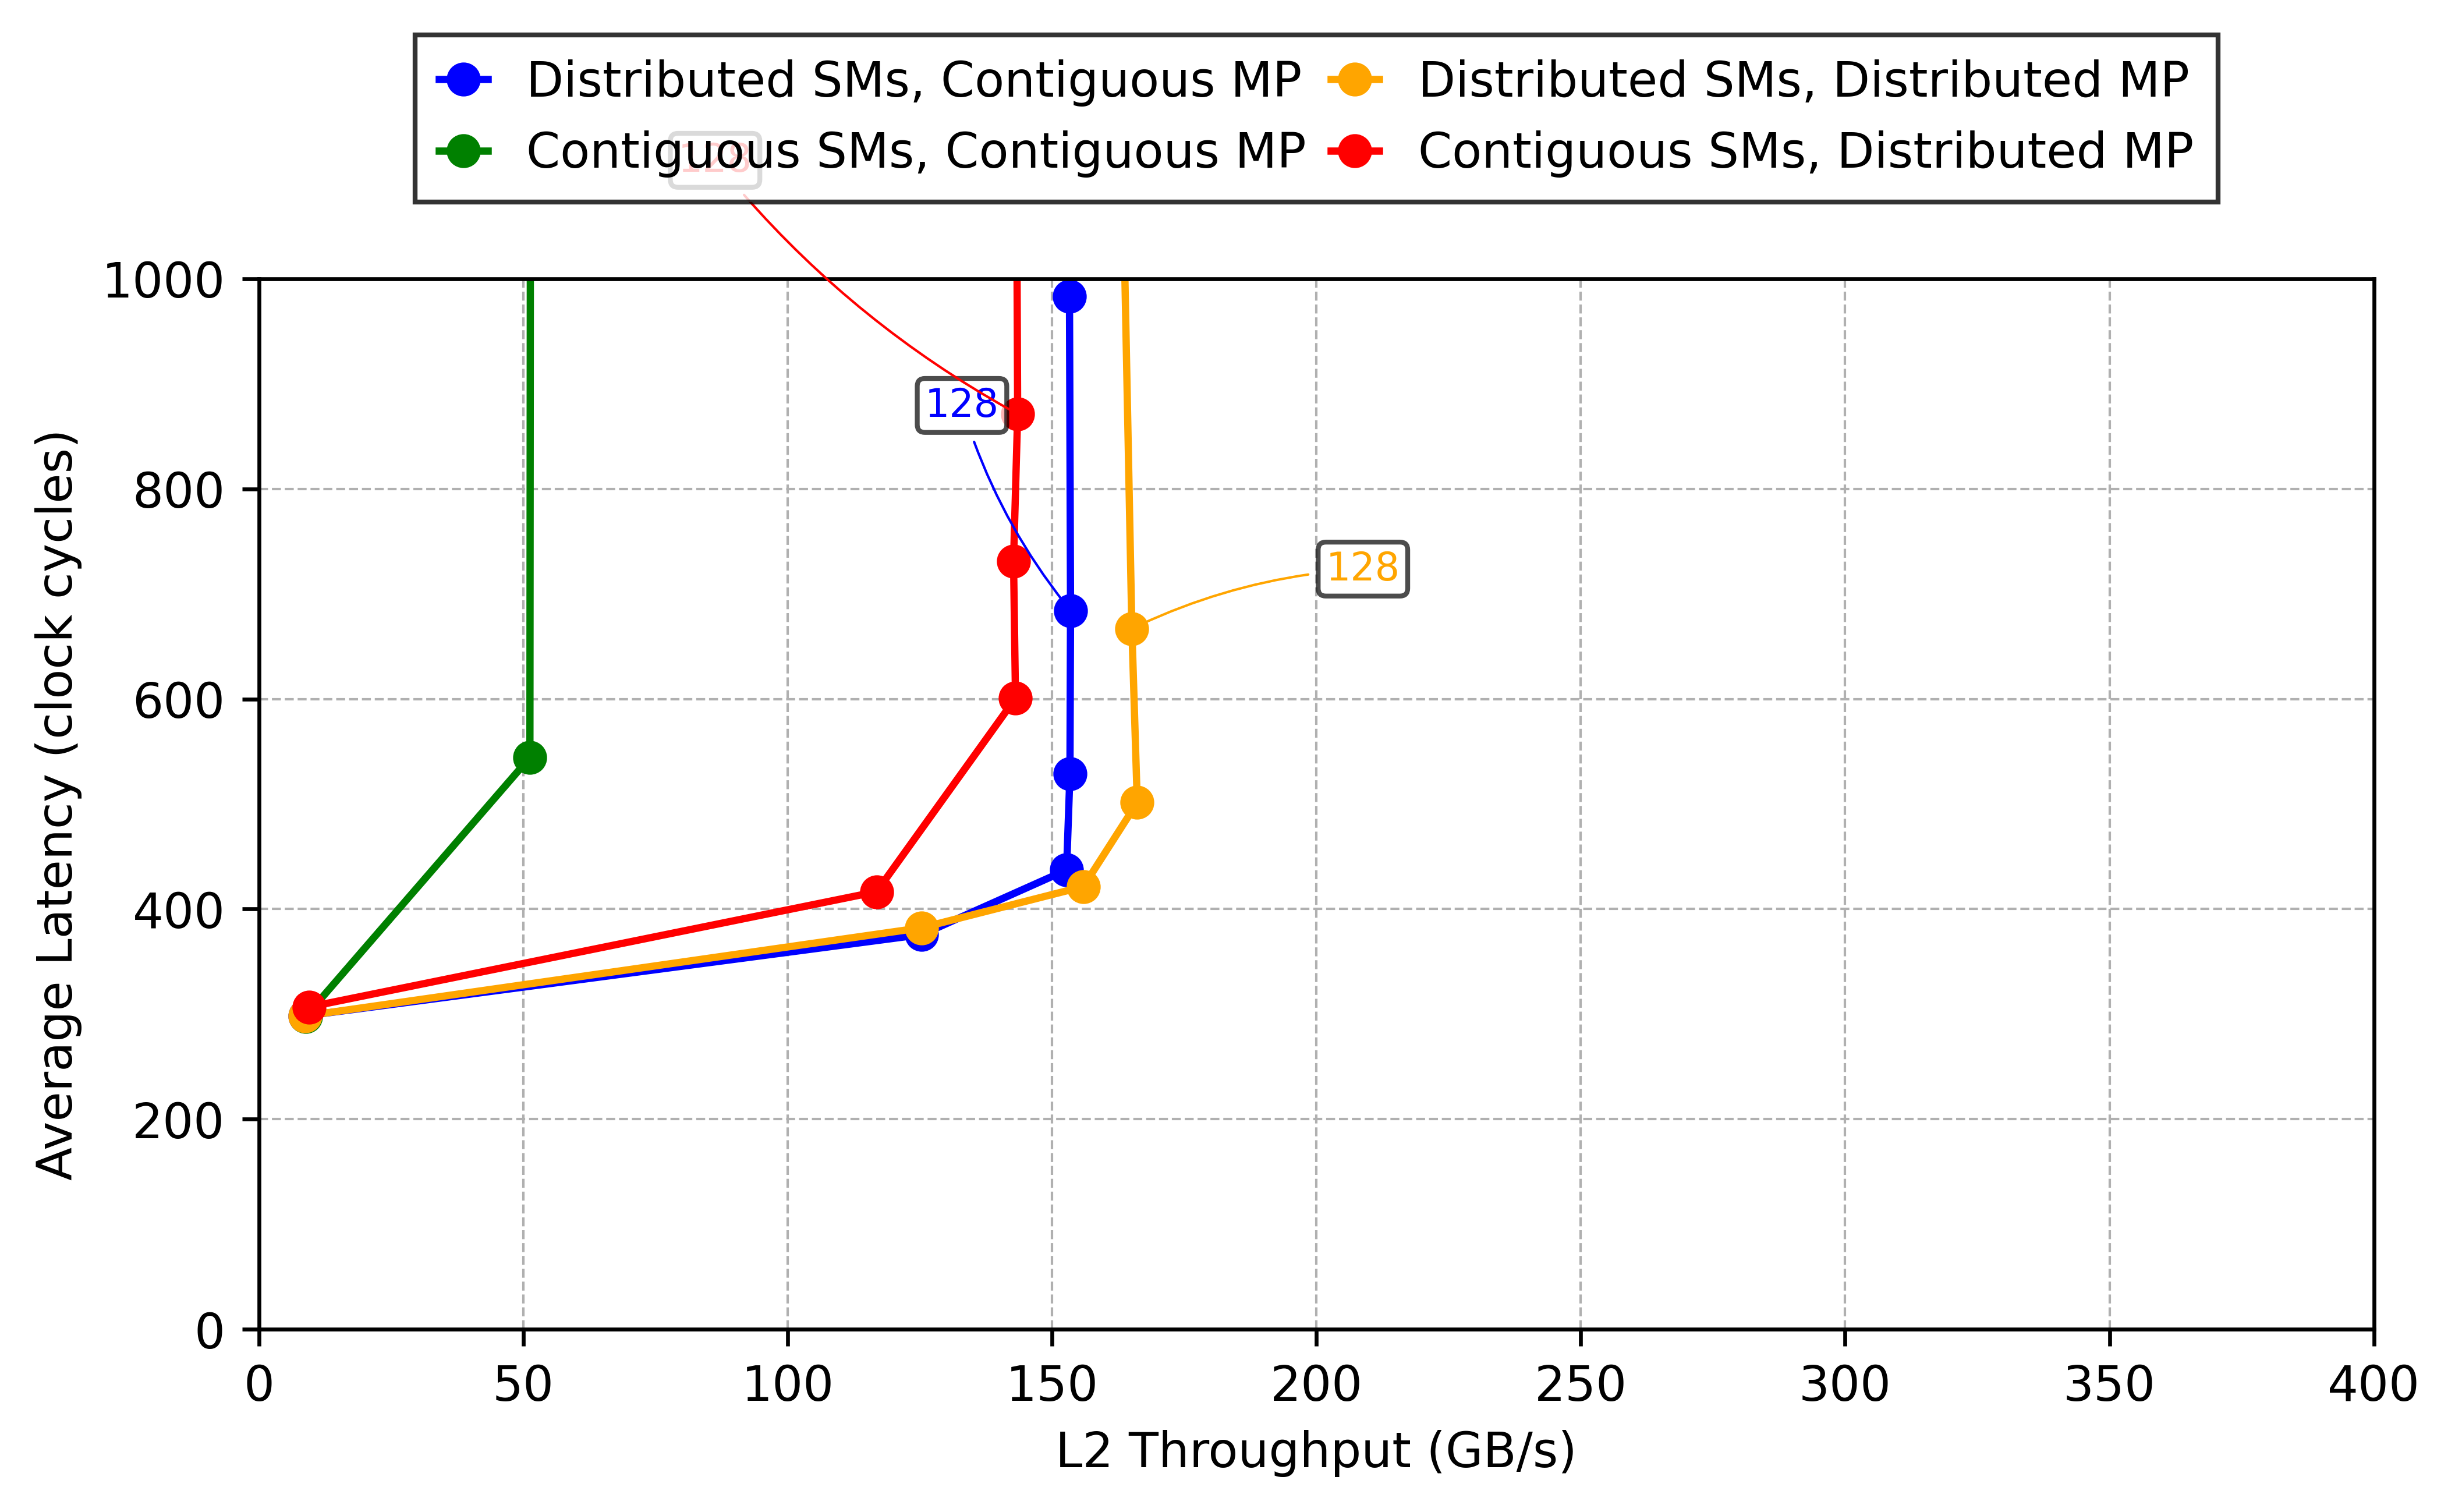 Distributed SMs, Contiguous MP
Contiguous SMs, Contiguous MP
Distributed SMs, Distributed MP
Contiguous SMs, Distributed MP
128
128
128
1000
800
600
400
200
0
Average Latency (clock cycles)
0 50 100 150 200 250 300 350 400
L2 Throughput (GB/s)